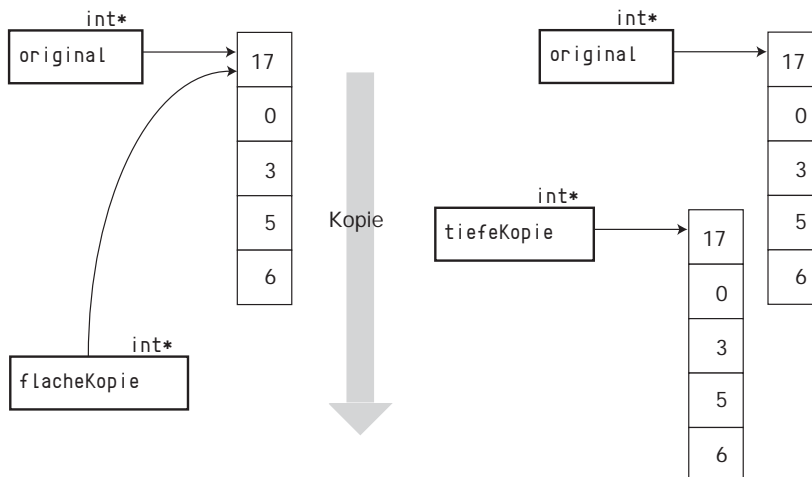 int*
original
17
0
3
5
6
Kopie
int*
flacheKopie
int*
original
17
0
3
5
6
int*
tiefeKopie
17
0
3
5
6